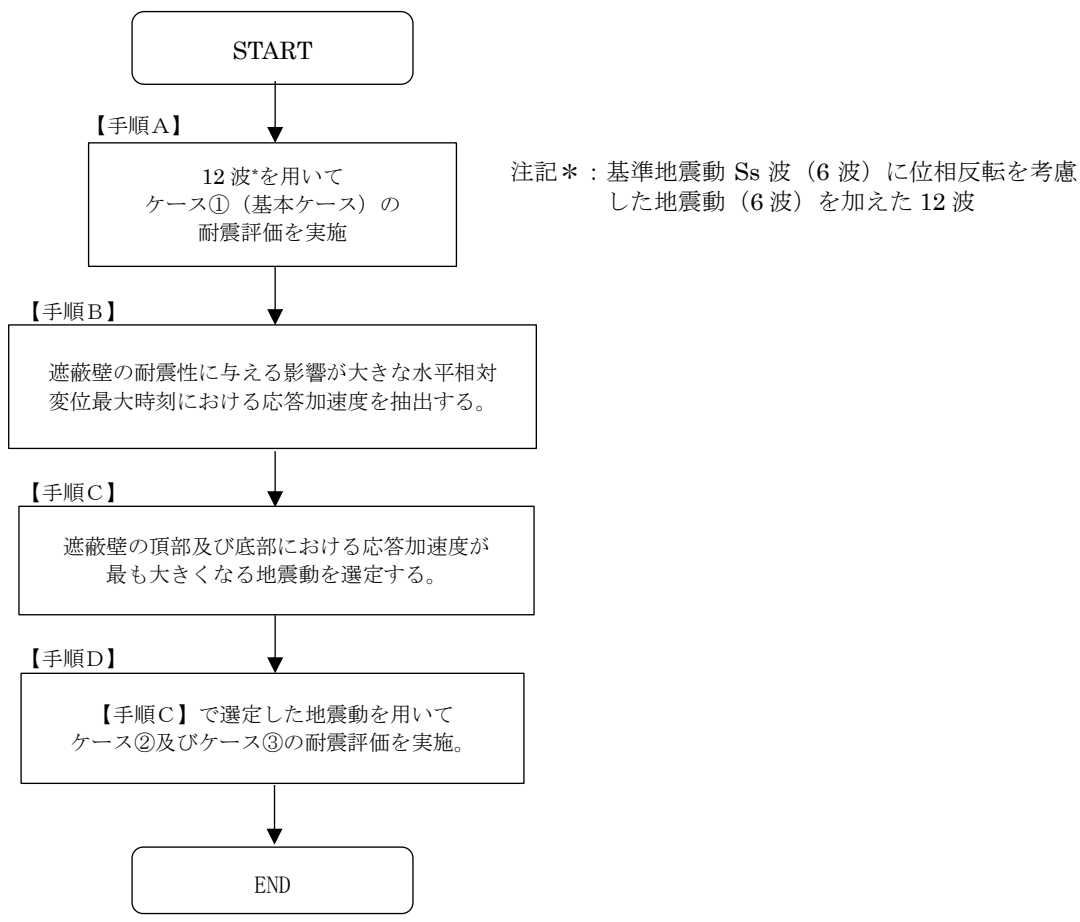 START
【手順A】
12 波*を用いて
ケース①（基本ケース）の
耐震評価を実施
注記＊：基準地震動 Ss 波（6 波）に位相反転を考慮
した地震動（6 波）を加えた 12 波
【手順B】
遮蔽壁の耐震性に与える影響が大きな水平相対
変位最大時刻における応答加速度を抽出する。
【手順C】
遮蔽壁の頂部及び底部における応答加速度が
最も大きくなる地震動を選定する。
【手順D】
【手順C】で選定した地震動を用いて
ケース②及びケース③の耐震評価を実施。
END